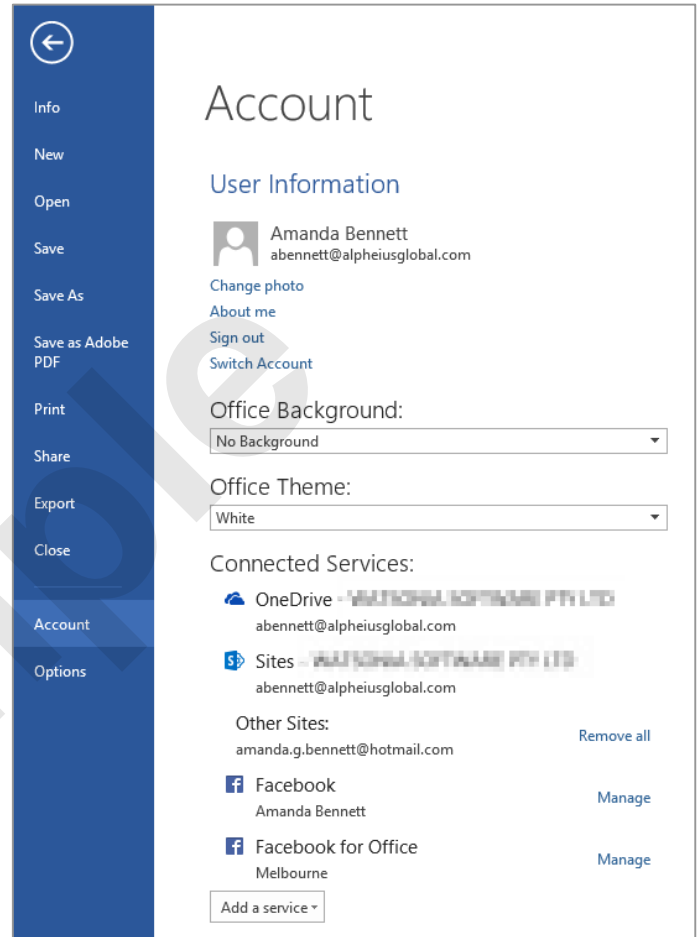 Info
New
Open
Save
Save As
Save as Adobe
PDF
Print
Share
Export
Close
Account
Options
Account
User Information
Amanda Bennett
abennett@alpheiusglobal.com
Change photo
About me
Sign out
Switch Account
Office Background:
No Background
Office Theme:
White
Connected Services:
OneDrive -
abennett@alpheiusglobal.com
Sites -
abennett@alpheiusglobal.com
Other Sites:
amanda.g.bennett@hotmail.com
Remove all
Facebook
Amanda Bennett
Manage
Facebook for Office
Melbourne
Manage
Add a service